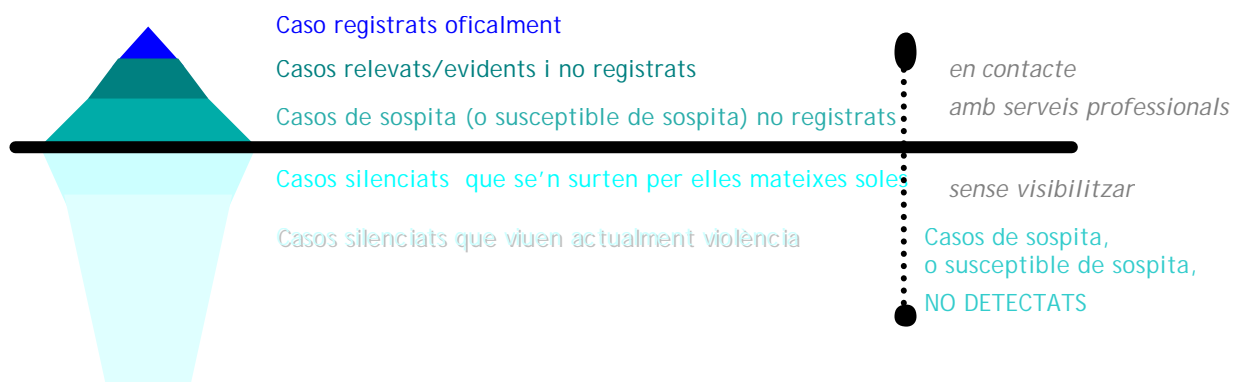 Caso registrats oficalment
Casos relevats/evidents i no registrats
Casos de sospita (o susceptible de sospita) no registrats
Casos silenciats que se’n surten per elles mateixes soles
Casos silenciats que viuen actualment violència
en contacte
amb serveis professionals
sense visibilitzar
Casos de sospita,
o susceptible de sospita,
NO DETECTATS